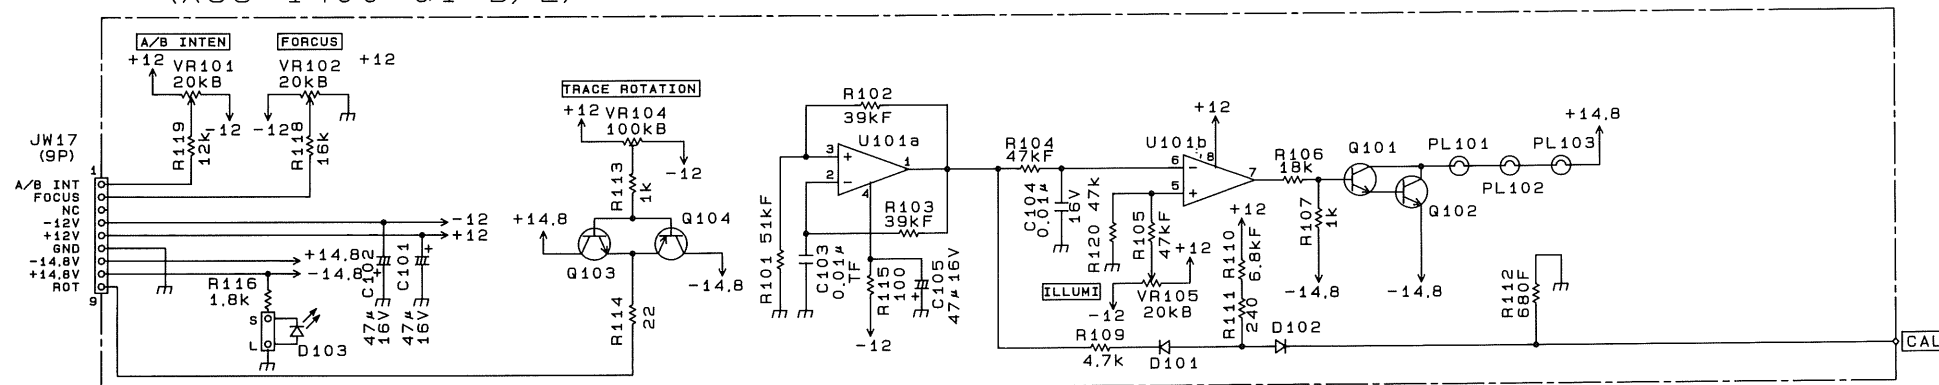 A/B INTEN
FORCUS
+12
VR101
20kB
VR102
20kB
+12
-12
-12
R119
12k
R118
16k
JW17
(9P)
1
A/B INT
FOCUS
NC
-12V
+12V
GND
-14.8V
+14.8V
ROT
9
-12
+12
+14.8
-14.8
R116
1.8k
S
L
D103
C102
47μ
16V
+
C101
47μ
16V
+
TRACE ROTATION
+12
VR104
100kB
-12
R113
1k
+14.8
Q103
Q104
-14.8
R114
22
R102
39kF
U101a
3
+
2
-
1
4
R103
39kF
R101 51kF
C103
0.01μ
TF
R115
100
+
C105
47μ16V
-12
R104
47kF
C104
0.01μ
16V
+12
U101b
8
6
-
5
+
7
R120 47k
R105
47kF
+12
ILLUMI
-12
VR105
20kB
R106
18k
R107
1k
-14.8
Q101
Q102
-14.8
PL101
PL102
PL103
+14.8
+12
R110
6.8kF
R111
240
R109
4.7k
D101
D102
R112
680F
CAL